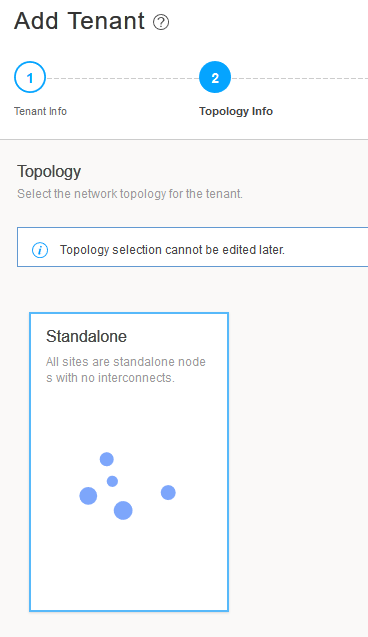 Add Tenant ?
1
2
Tenant Info
Topology Info
Topology
Select the network topology for the tenant.
i Topology selection cannot be edited later.
Standalone
All sites are standalone node
s with no interconnects.